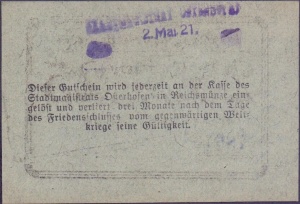 2. Mai 21.
Dieser Gutschein wird jederzeit an der Kasse des
Stadtmagistrats Osterhofen in Reichsmünze ein-
gelöst und verliert drei Monate nach dem Tage
des Friedensschlusses vom gegenwärtigen Welt-
kriege seine Gültigkeit.